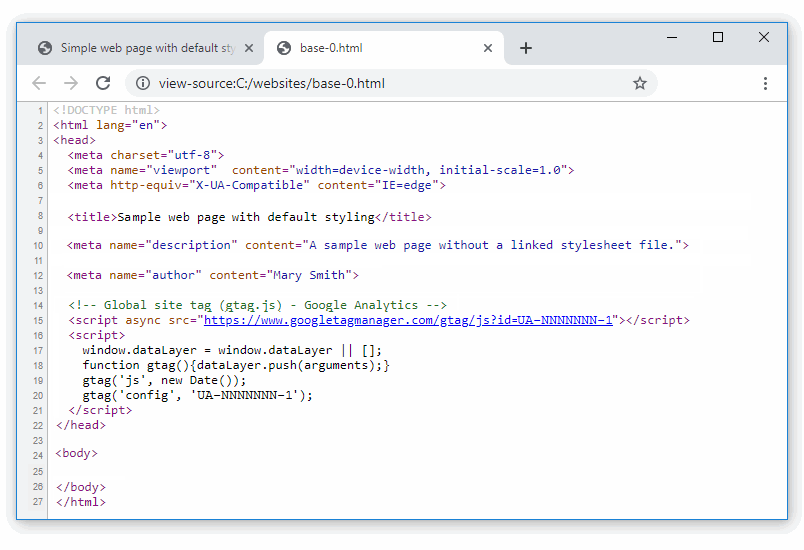 Simple web page with default sty
base-0.html
view-source:C:/websites/base-0.html
1 <!DOCTYPE html>
2 <html lang="en">
3 <head>
4 <meta charset="utf-8">
5 <meta name="viewport"  content="width=device-width, initial-scale=1.0">
6 <meta http-equiv="X-UA-Compatible" content="IE=edge">
7
8 <title>Sample web page with default styling</title>
9
10 <meta name="description" content="A sample web page without a linked stylesheet file.">
11
12 <meta name="author" content="Mary Smith">
13
14 <!-- Global site tag (gtag.js) - Google Analytics -->
15 <script async src="https://www.googletagmanager.com/gtag/js?id=UA-NNNNNNN-1"></script>
16 <script>
17 window.dataLayer = window.dataLayer || [];
18 function gtag(){dataLayer.push(arguments);}
19 gtag('js', new Date());
20 gtag('config', 'UA-NNNNNNN-1');
21 </script>
22 </head>
23
24 <body>
25
26 </body>
27 </html>